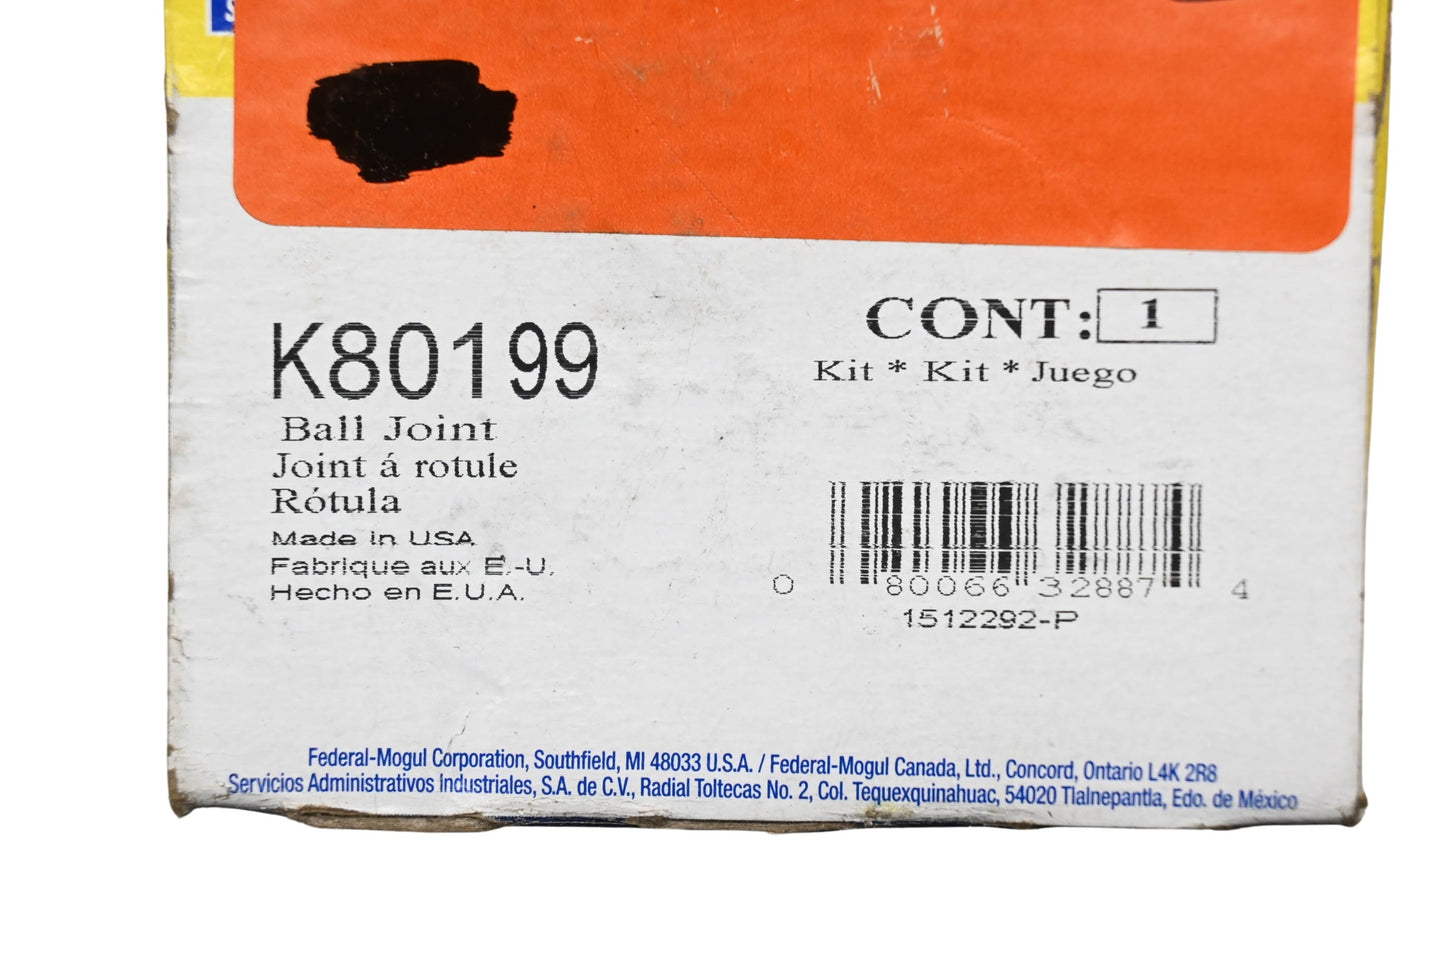 K80199
Ball Joint
Joint á rotule
Rótula
Made in USA
Fabrique aux E.-U.
Hecho en E.U.A.
CONT: 1
Kit * Kit * Juego
0 80066 32887 4
1512292-P
Federal-Mogul Corporation, Southfield, MI 48033 U.S.A. / Federal-Mogul Canada, Ltd., Concord, Ontario L4K 2R8
Servicios Administrativos Industriales, S.A. de C.V., Radial Toltecas No. 2, Col. Tequexquinahuac, 54020 Tlalnepantla, Edo. de México